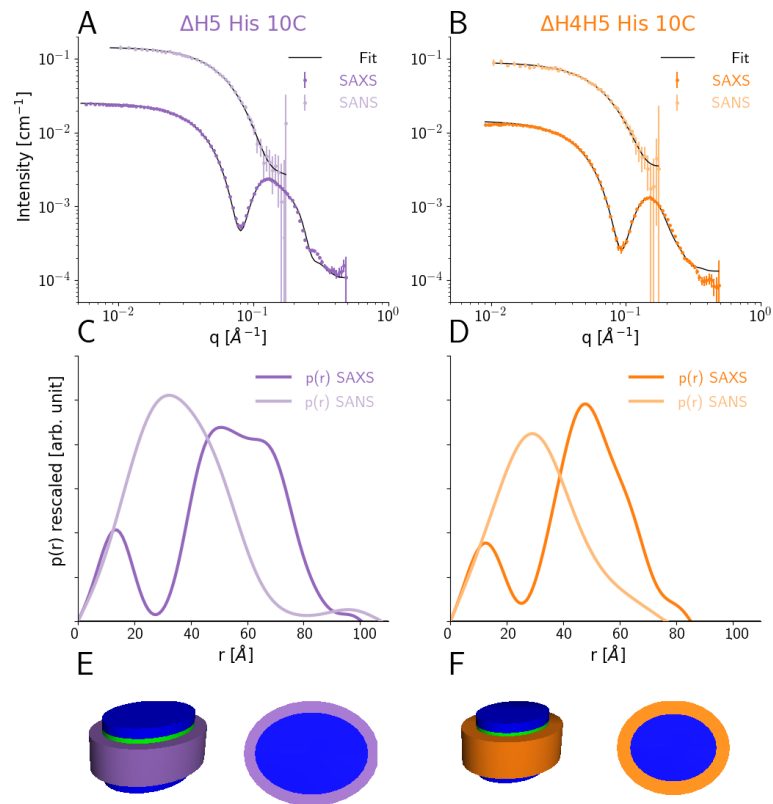 A
ΔH5 His 10C
B
ΔH4H5 His 10C
Fit
SAXS
SANS
Fit
SAXS
SANS
Intensity [cm⁻¹]
10⁻¹
10⁻²
10⁻³
10⁻⁴
10⁻¹
10⁻²
10⁻³
10⁻⁴
10⁻²
10⁻¹
10⁰
10⁻²
10⁻¹
10⁰
q [Å⁻¹]
q [Å⁻¹]
C
D
p(r) SAXS
p(r) SANS
p(r) SAXS
p(r) SANS
p(r) rescaled [arb. unit]
0 20 40 60 80 100
0 20 40 60 80 100
r [Å]
r [Å]
E
F